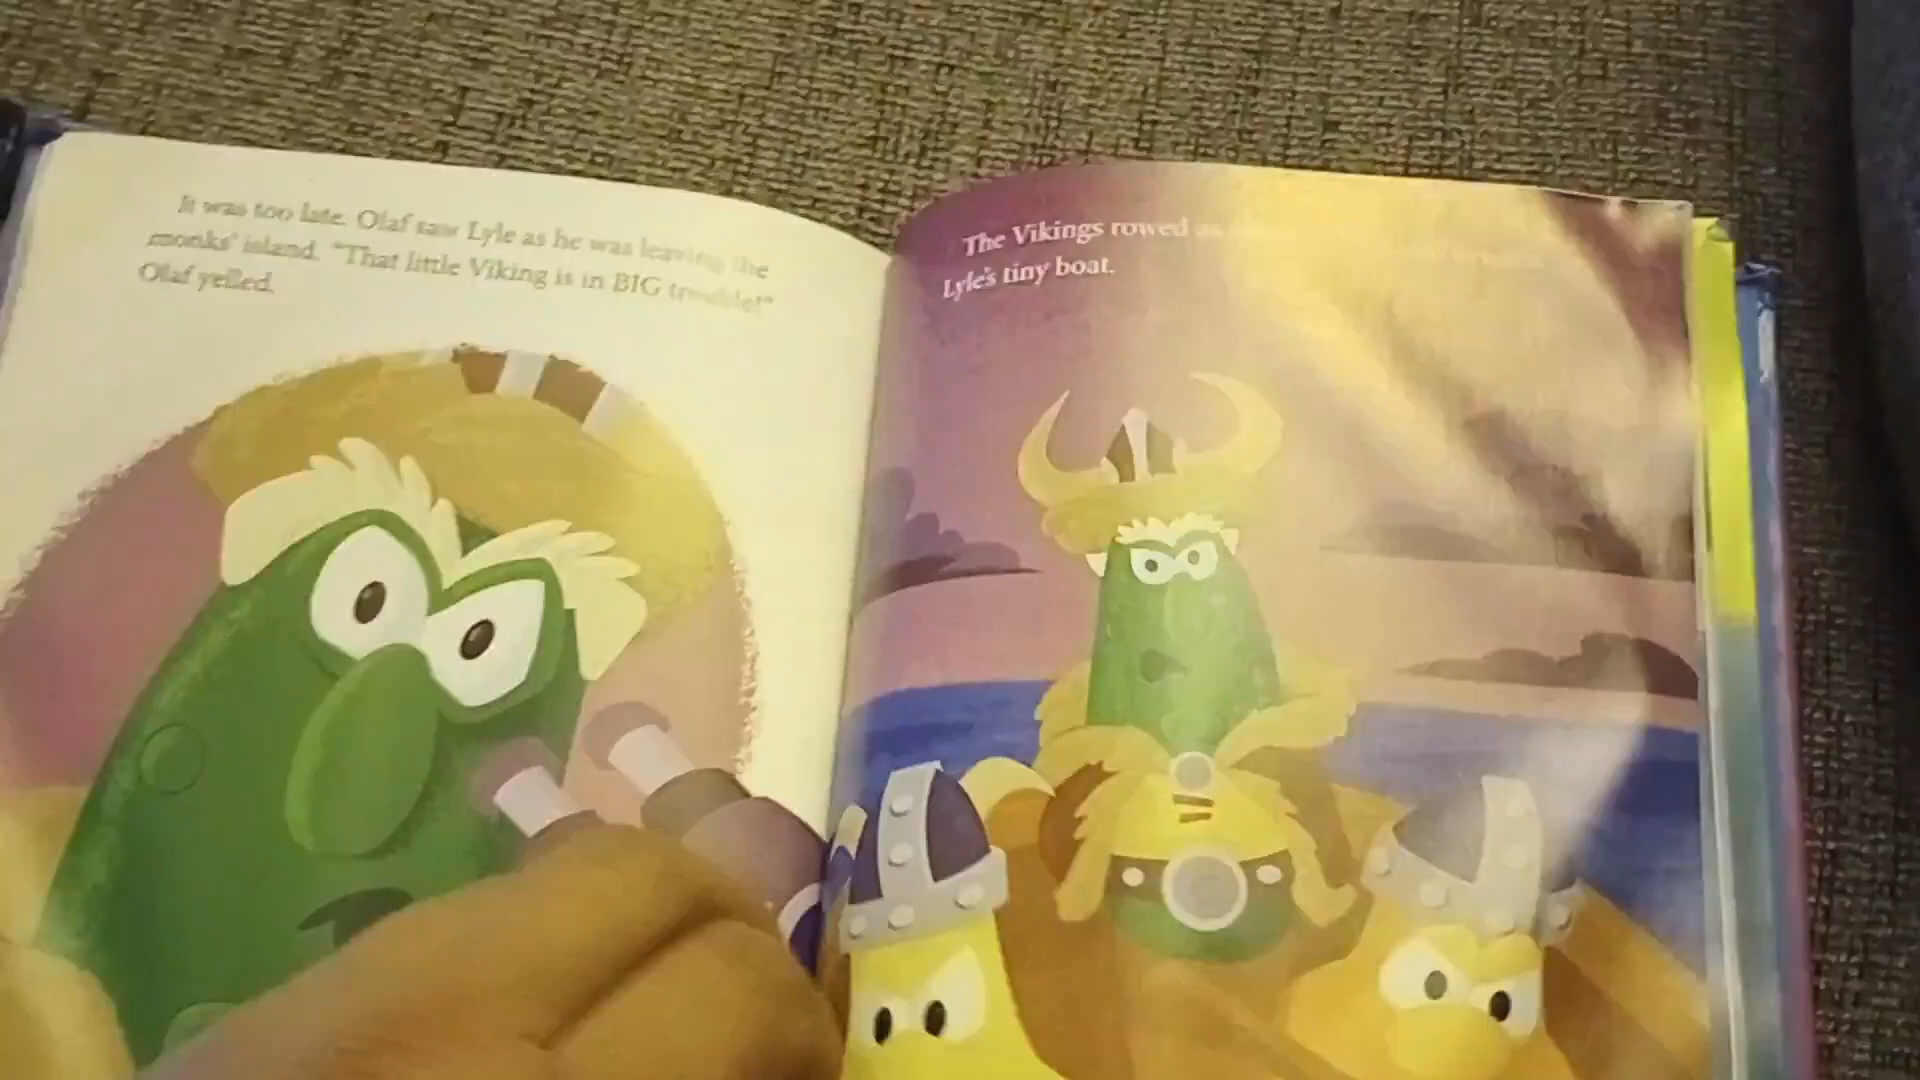 It was too late. Olaf saw Lyle as he was leaving the
monks' island. "That little Viking is in BIG trouble!"
Olaf yelled.
The Vikings rowed as
Lyle's tiny boat.